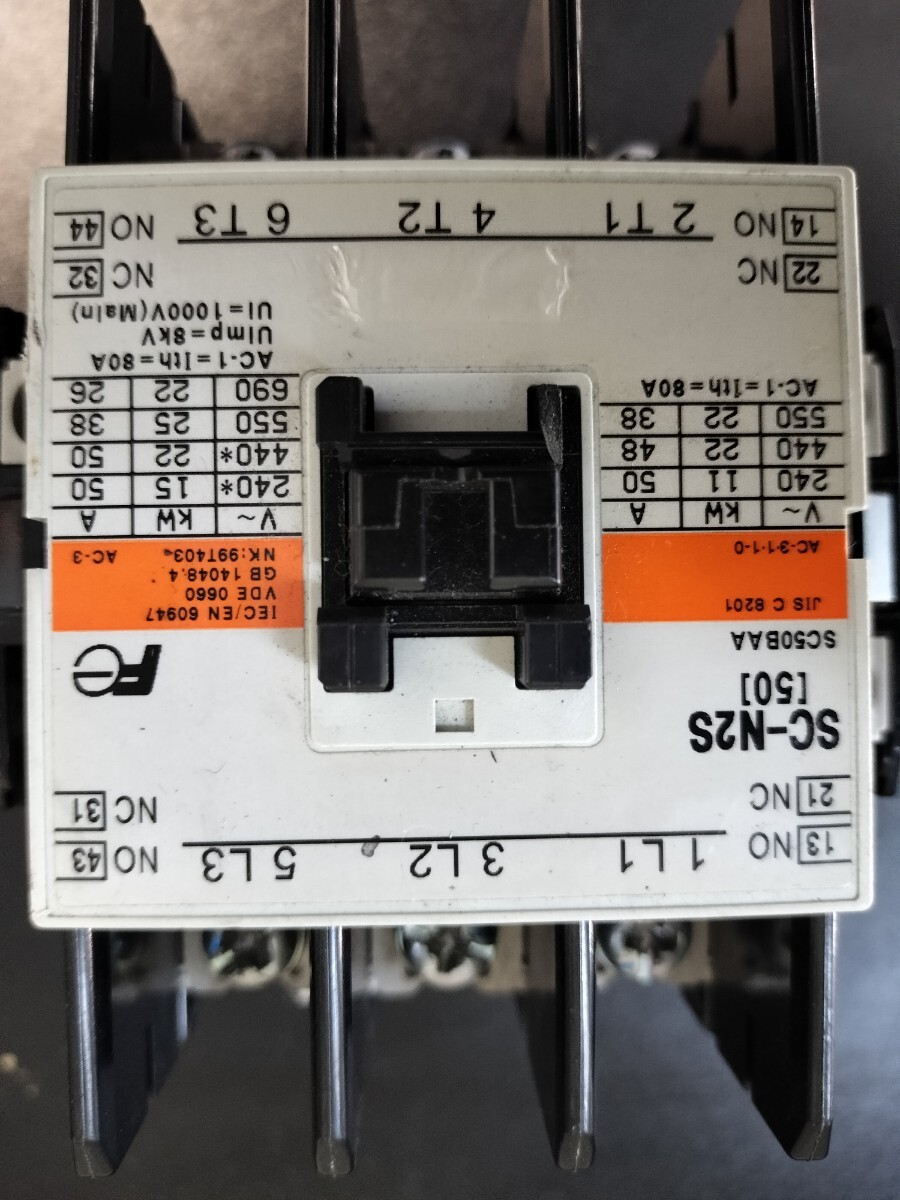 13 NO 1 L1 3 L2 5 L3 NO 43
21 NC NC 31
SC-N2S
[50]
SC50BAA
Fe
JIS C 8201
AC-3·1·1-0
V~ kW A
240 11 50
440 22 48
550 22 38
AC-1=Ith=80A
IEC/EN 60947
VDE 0660
GB 14048.4
NK:99T403
AC-3
V~ kW A
240* 15 50
440* 22 50
550 25 38
690 22 26
AC-1=Ith=80A
Uimp=8kV
Ui=1000V(Main)
22 NC NC 32
14 NO 2 T1 4 T2 6 T3 NO 44